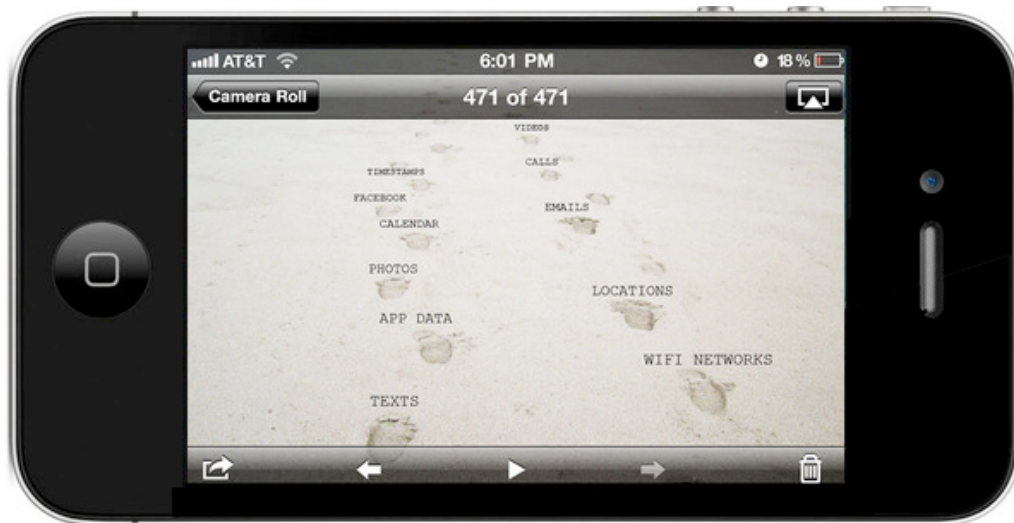 AT&T 6:01 PM 18%
Camera Roll 471 of 471
VIDEOS
CALLS
TIMESTAMPS
FACEBOOK
EMAILS
CALENDAR
PHOTOS
LOCATIONS
APP DATA
WIFI NETWORKS
TEXTS